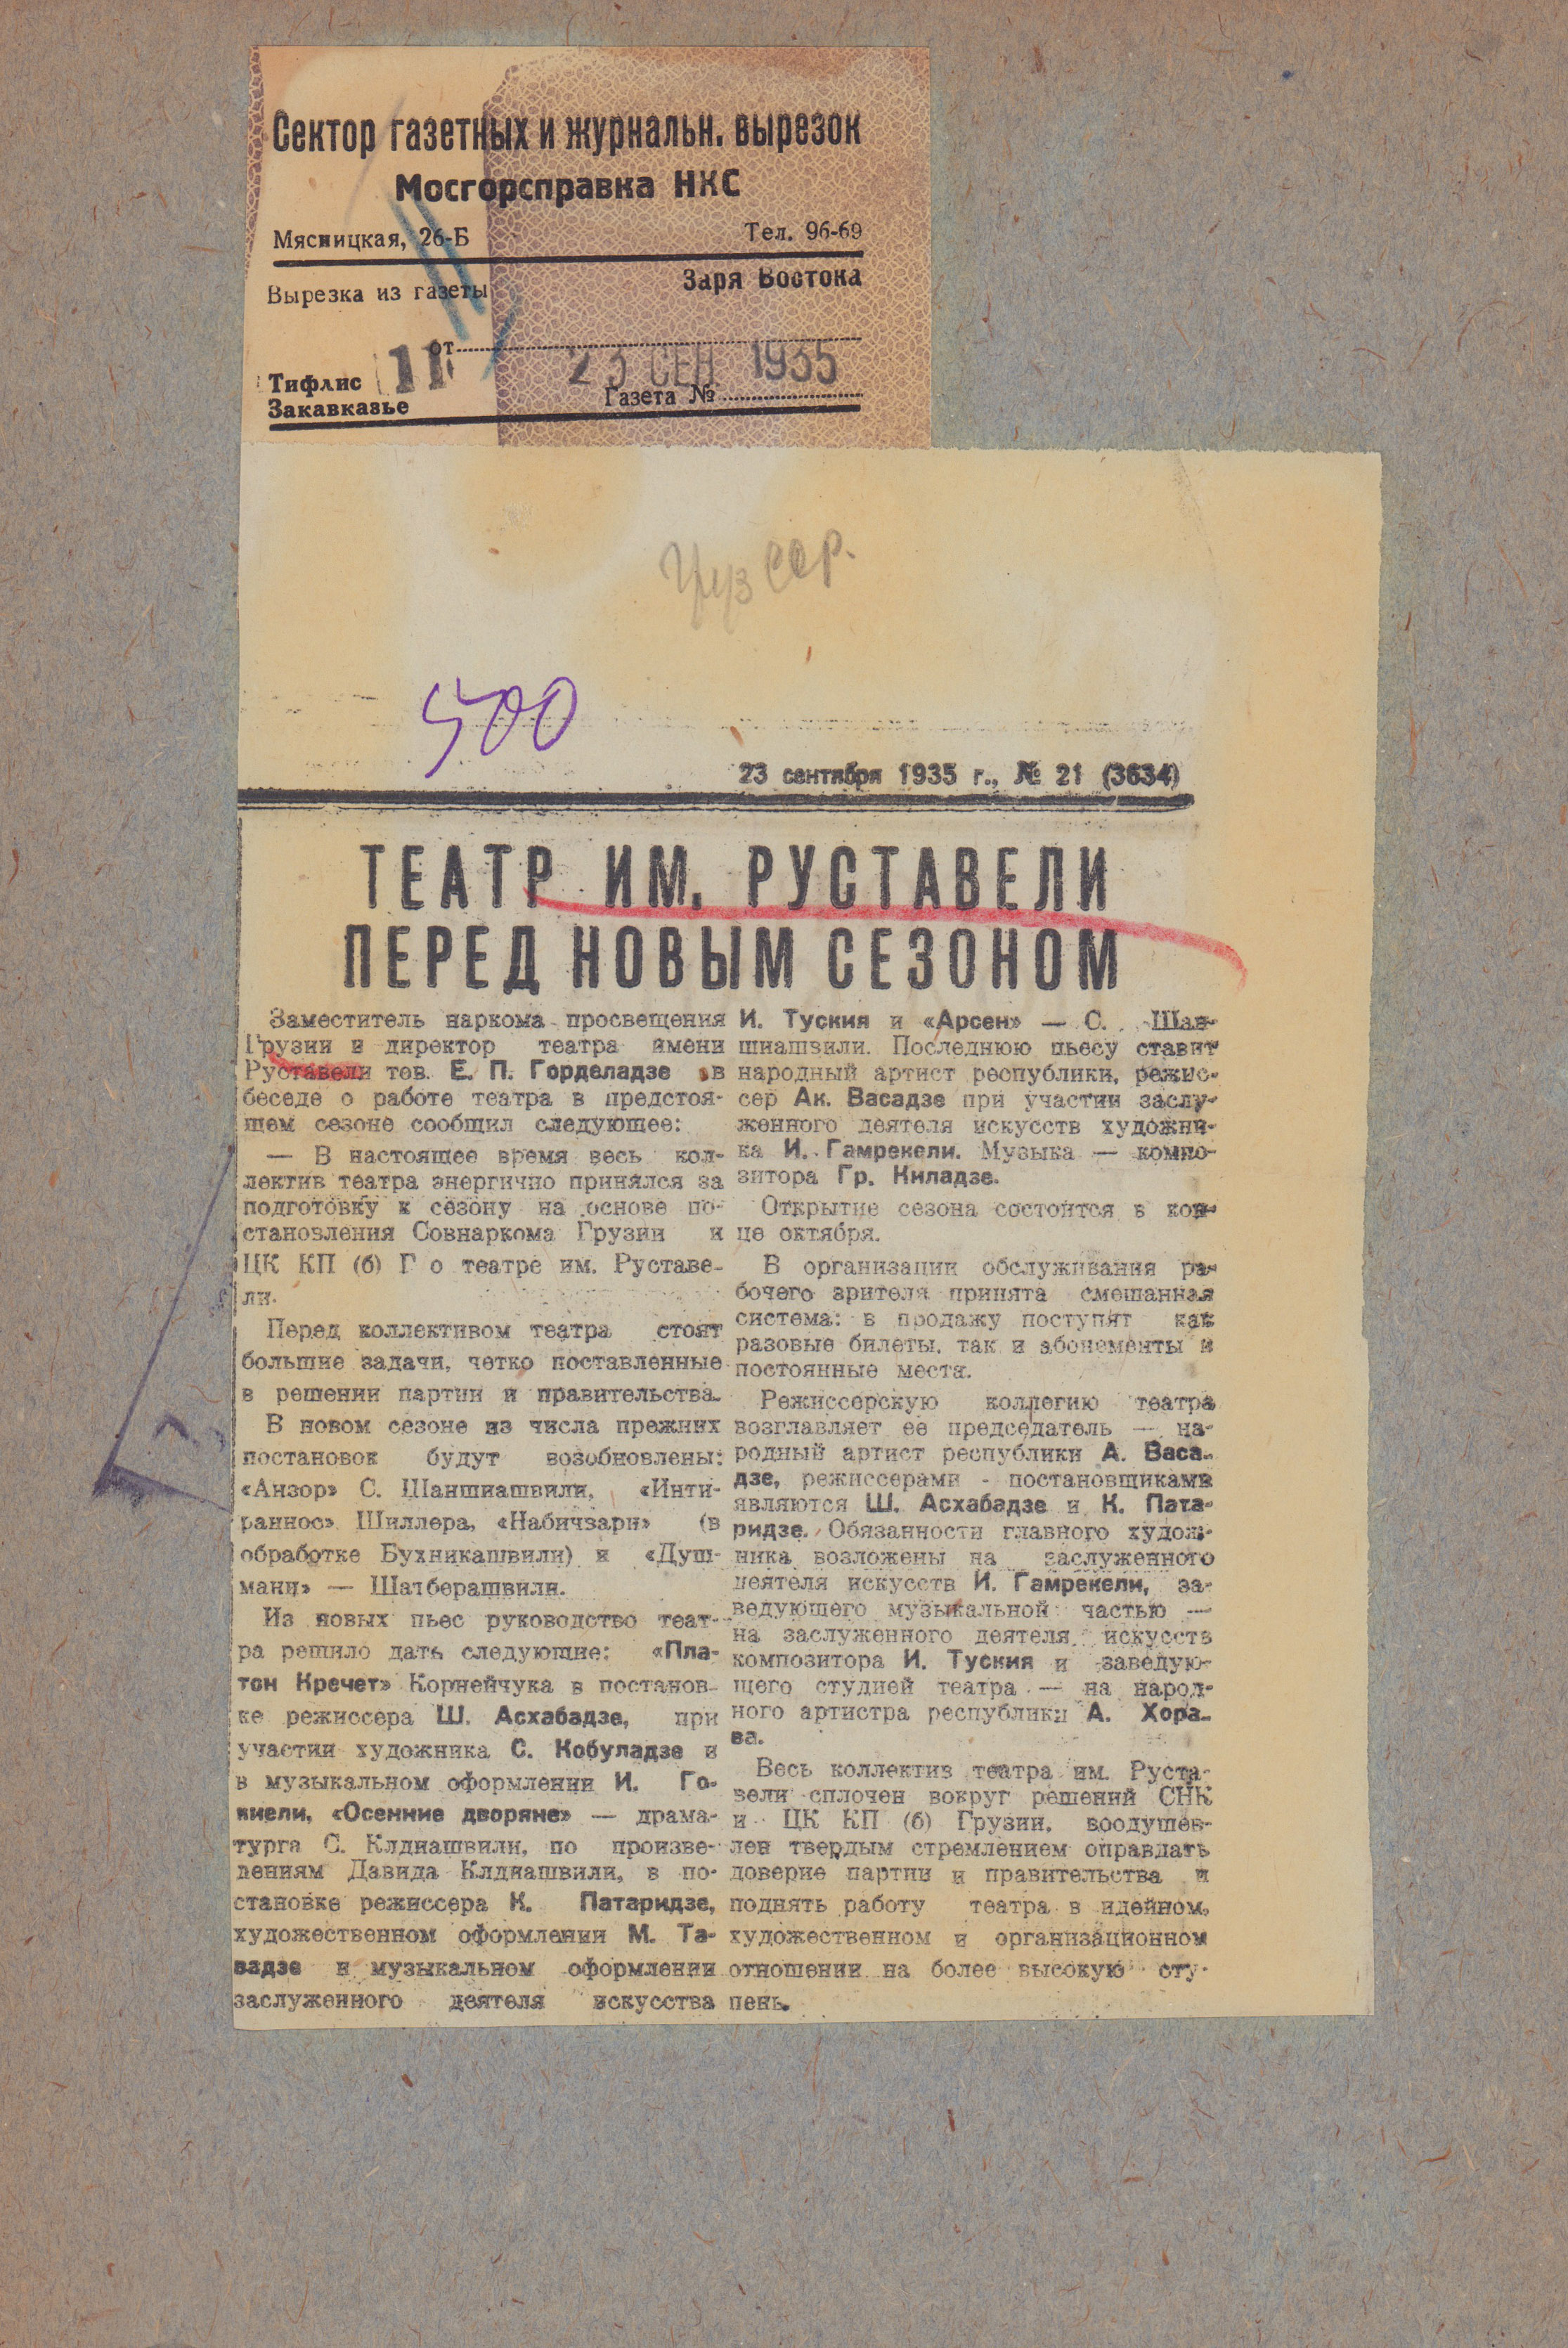 Сектор газетных и журнальн. вырезок
Мосгорсправка НКС
Мясницкая, 26-Б Тел. 96-69
Вырезка из газеты Заря Востока
от 23 СЕН 1935
Тифлис
Закавказье
11
Газета №
Груз ССР.
500
23 сентября 1935 г., № 21 (3634)
ТЕАТР ИМ. РУСТАВЕЛИ
ПЕРЕД НОВЫМ СЕЗОНОМ
Заместитель наркома просвещения
Грузии и директор театра имени
Руставели тов. Е. П. Горделадзе в
беседе о работе театра в предстоя-
щем сезоне сообщил следующее:
— В настоящее время весь кол-
лектив театра энергично принялся за
подготовку к сезону на основе по-
становления Совнаркома Грузии и
ЦК КП (б) Г о театре им. Руставе-
ли.
Перед коллективом театра стоят
большие задачи, четко поставленные
в решении партии и правительства.
В новом сезоне из числа прежних
постановок будут возобновлены:
«Анзор» С. Шаншиашвили, «Инти-
раннос» Шиллера, «Набичвари» (в
обработке Бухникашвили) и «Душ-
мани» — Шатберашвили.
Из новых пьес руководство теат-
ра решило дать следующие: «Пла-
тон Кречет» Корнейчука в постанов-
ке режиссера Ш. Асхабадзе, при
участии художника С. Кобуладзе и
в музыкальном оформлении И. Го-
киели, «Осенние дворяне» — драма-
турга С. Клдиашвили, по произве-
дениям Давида Клдиашвили, в по-
становке режиссера К. Патаридзе,
художественном оформлении М. Та-
вадзе и музыкальном оформлении
заслуженного деятеля искусства
И. Туския и «Арсен» — С. Шан-
шиашвили. Последнюю пьесу ставит
народный артист республики, режис-
сер Ак. Васадзе при участии заслу-
женного деятеля искусств художни-
ка И. Гамрекели. Музыка — компо-
зитора Гр. Киладзе.
Открытие сезона состоится в кон-
це октября.
В организации обслуживания ра-
бочего зрителя принята смешанная
система: в продажу поступят как
разовые билеты, так и абонементы и
постоянные места.
Режиссерскую коллегию театра
возглавляет ее председатель — на-
родный артист республики А. Васа-
дзе, режиссерами - постановщиками
являются Ш. Асхабадзе и К. Пата-
ридзе. Обязанности главного худож-
ника возложены на заслуженного
деятеля искусств И. Гамрекели, за-
ведующего музыкальной частью —
на заслуженного деятеля искусств
композитора И. Туския и заведую-
щего студией театра — на народ-
ного артистра республики А. Хора-
ва.
Весь коллектив театра им. Руста-
вели сплочен вокруг решений СНК
и ЦК КП (б) Грузии, воодушев-
лен твердым стремлением оправдать
доверие партии и правительства и
поднять работу театра в идейном,
художественном и организационном
отношении на более высокую сту-
пень.